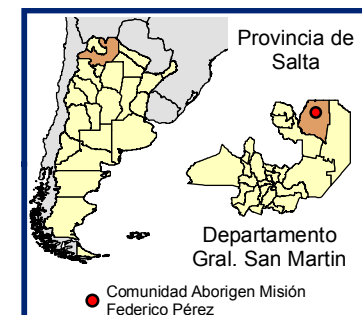 Provincia de
Salta
Departamento
Gral. San Martin
Comunidad Aborigen Misión
Federico Pérez